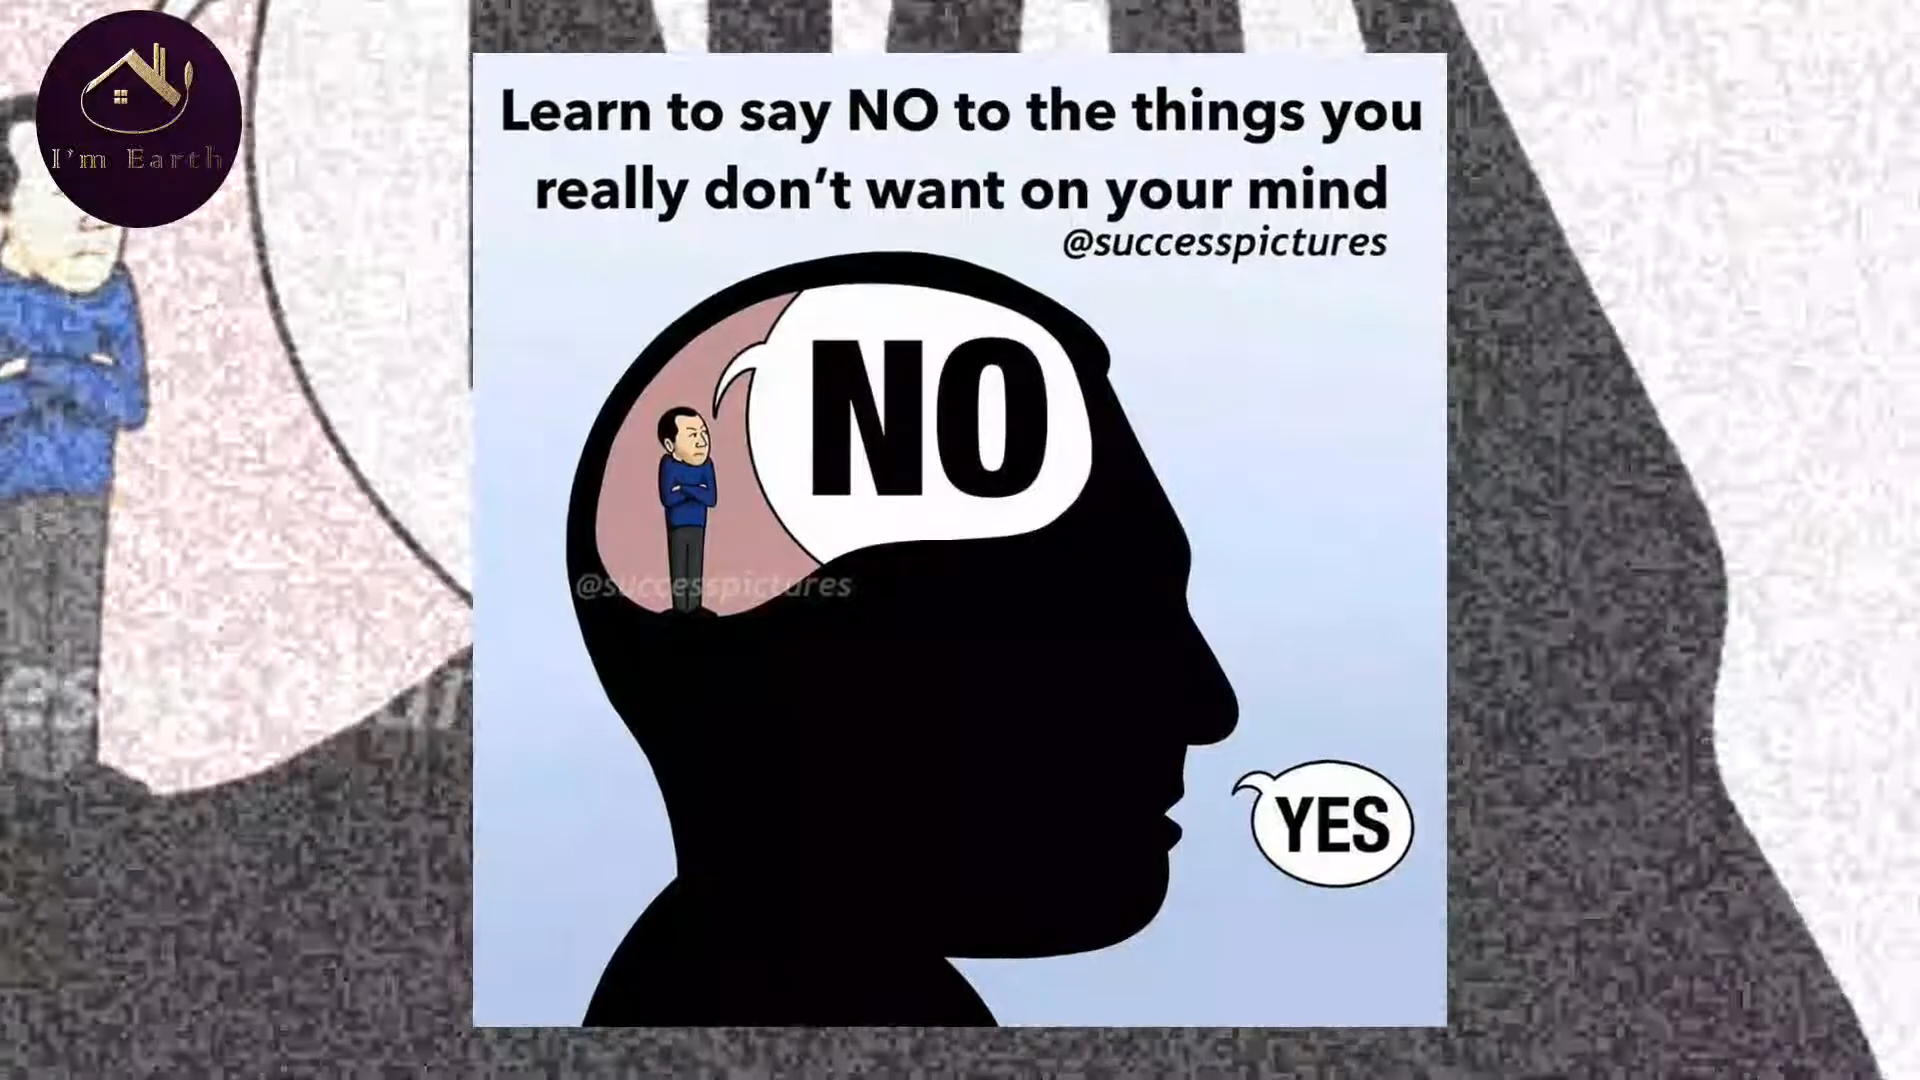 I'm Earth
Learn to say NO to the things you
really don't want on your mind
@successpictures
NO
@successpictures
YES